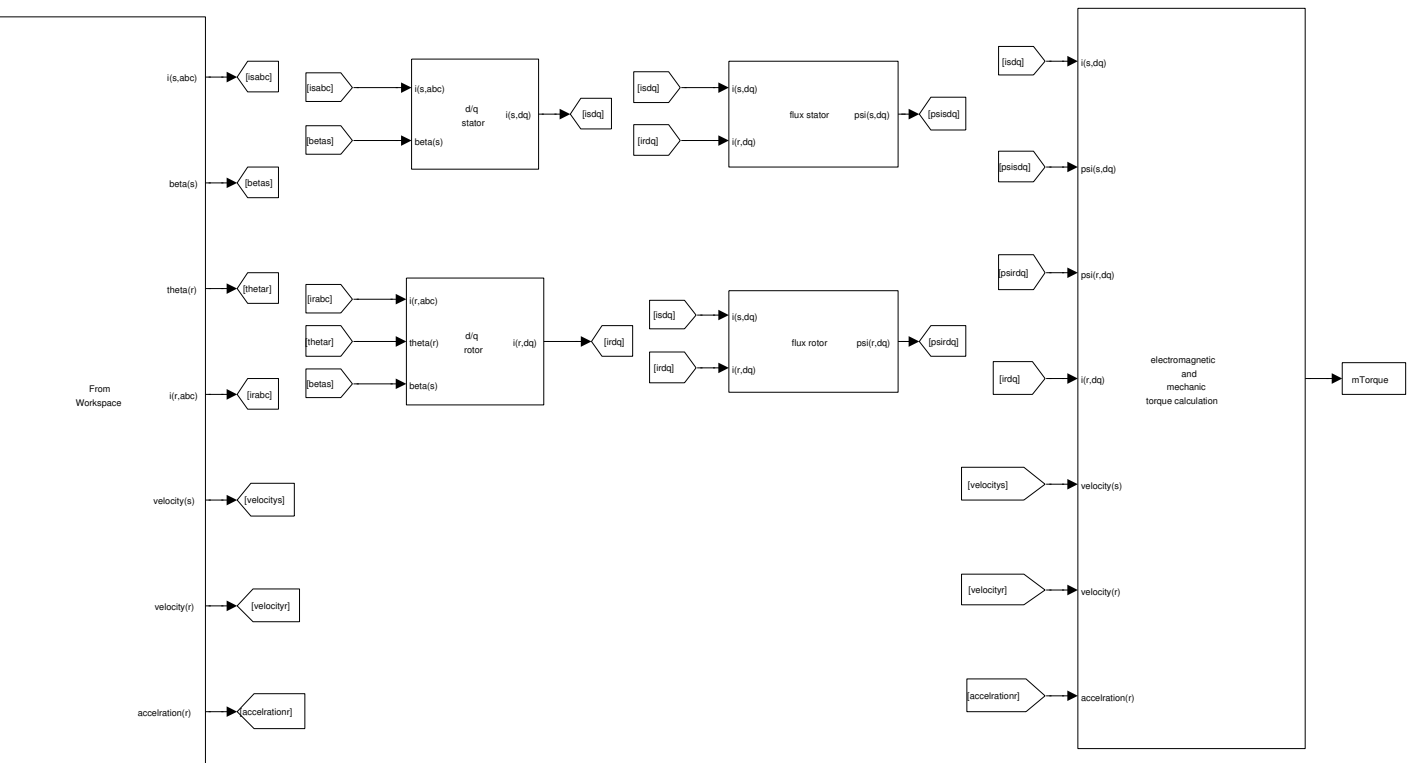 From
Workspace
i(s,abc)
beta(s)
theta(r)
i(r,abc)
velocity(s)
velocity(r)
accelration(r)
[isabc]
[betas]
[thetar]
[irabc]
[velocitys]
[velocityr]
[accelrationr]
[isabc]
[betas]
i(s,abc)
beta(s)
d/q
stator
i(s,dq)
[isdq]
[irabc]
[thetar]
[betas]
i(r,abc)
theta(r)
beta(s)
d/q
rotor
i(r,dq)
[irdq]
[isdq]
[irdq]
i(s,dq)
i(r,dq)
flux stator
psi(s,dq)
[psisdq]
[isdq]
[irdq]
i(s,dq)
i(r,dq)
flux rotor
psi(r,dq)
[psirdq]
[isdq]
[psisdq]
[psirdq]
[irdq]
[velocitys]
[velocityr]
[accelrationr]
i(s,dq)
psi(s,dq)
psi(r,dq)
i(r,dq)
velocity(s)
velocity(r)
accelration(r)
electromagnetic
and
mechanic
torque calculation
mTorque